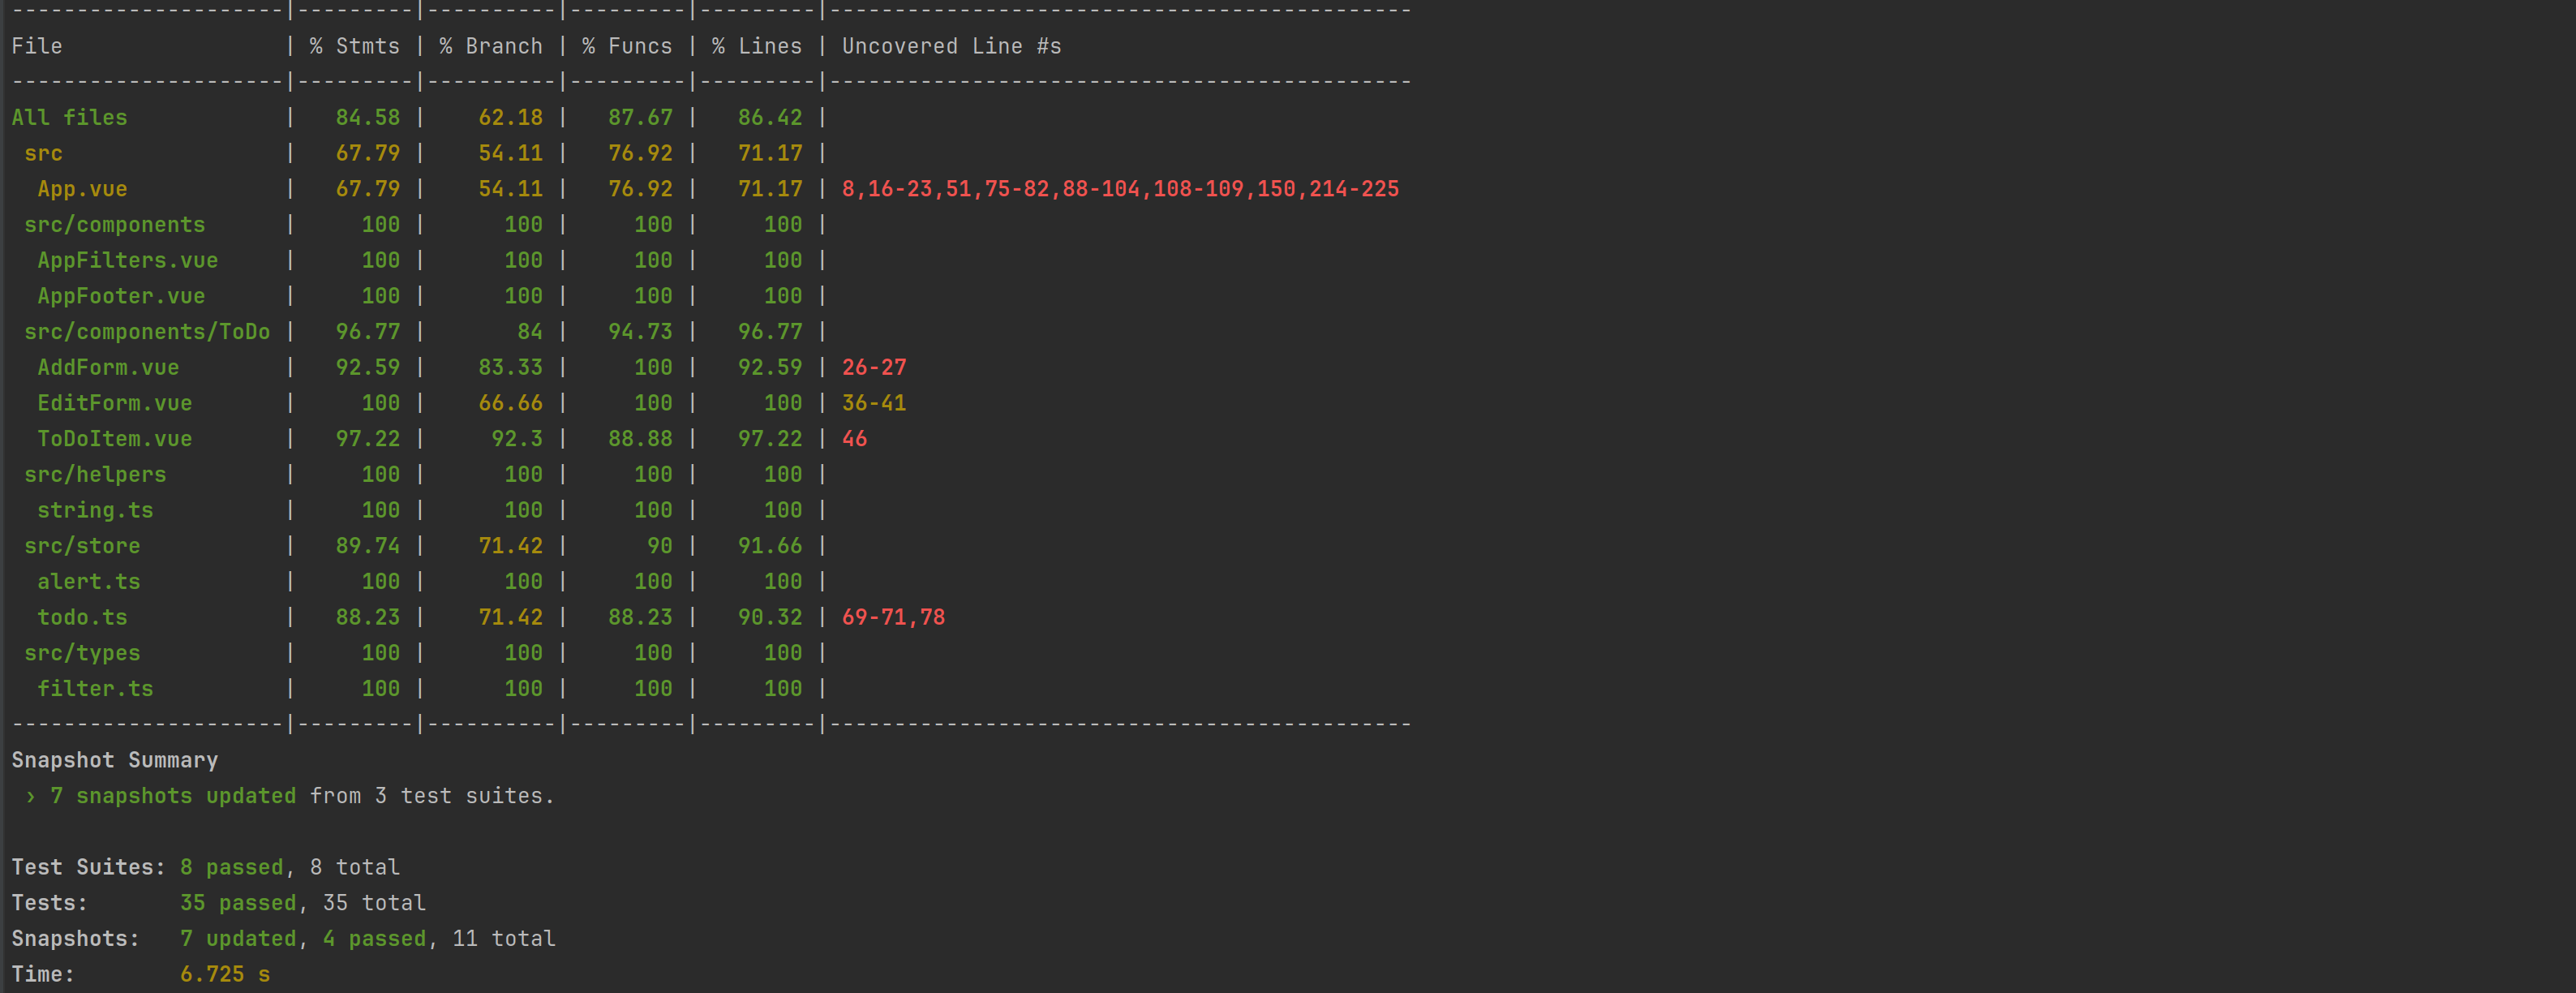 ---------------------|---------|----------|---------|---------|---------------------------------------------
File                 | % Stmts | % Branch | % Funcs | % Lines | Uncovered Line #s
---------------------|---------|----------|---------|---------|---------------------------------------------
All files            |   84.58 |    62.18 |   87.67 |   86.42 |
 src                 |   67.79 |    54.11 |   76.92 |   71.17 |
  App.vue            |   67.79 |    54.11 |   76.92 |   71.17 | 8,16-23,51,75-82,88-104,108-109,150,214-225
 src/components      |     100 |      100 |     100 |     100 |
  AppFilters.vue     |     100 |      100 |     100 |     100 |
  AppFooter.vue      |     100 |      100 |     100 |     100 |
 src/components/ToDo |   96.77 |       84 |   94.73 |   96.77 |
  AddForm.vue        |   92.59 |    83.33 |     100 |   92.59 | 26-27
  EditForm.vue       |     100 |    66.66 |     100 |     100 | 36-41
  ToDoItem.vue       |   97.22 |     92.3 |   88.88 |   97.22 | 46
 src/helpers         |     100 |      100 |     100 |     100 |
  string.ts          |     100 |      100 |     100 |     100 |
 src/store           |   89.74 |    71.42 |      90 |   91.66 |
  alert.ts           |     100 |      100 |     100 |     100 |
  todo.ts            |   88.23 |    71.42 |   88.23 |   90.32 | 69-71,78
 src/types           |     100 |      100 |     100 |     100 |
  filter.ts          |     100 |      100 |     100 |     100 |
---------------------|---------|----------|---------|---------|---------------------------------------------
Snapshot Summary
 › 7 snapshots updated from 3 test suites.
Test Suites: 8 passed, 8 total
Tests:       35 passed, 35 total
Snapshots:   7 updated, 4 passed, 11 total
Time:        6.725 s